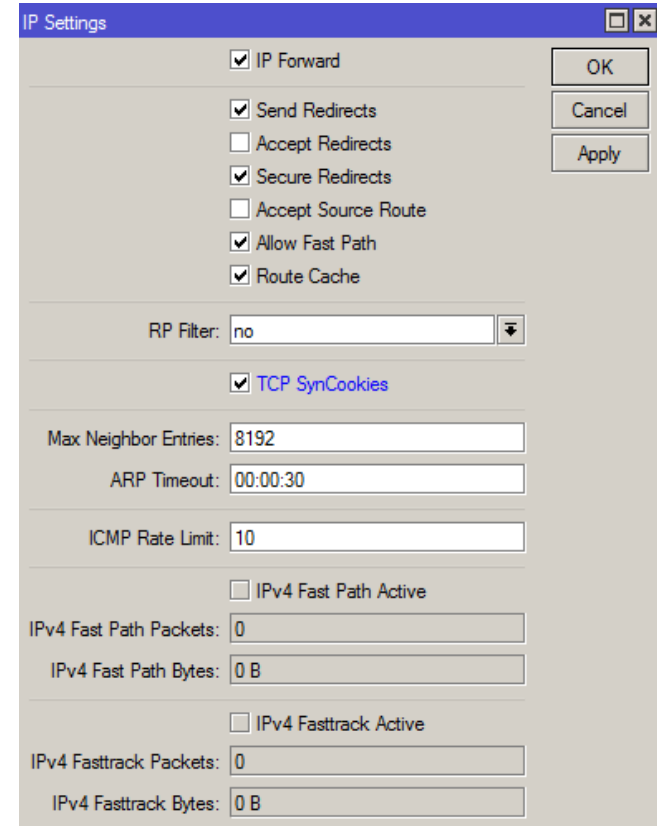 IP Settings
IP Forward
OK
Send Redirects
Cancel
Accept Redirects
Apply
Secure Redirects
Accept Source Route
Allow Fast Path
Route Cache
RP Filter: no
TCP SynCookies
Max Neighbor Entries: 8192
ARP Timeout: 00:00:30
ICMP Rate Limit: 10
IPv4 Fast Path Active
IPv4 Fast Path Packets: 0
IPv4 Fast Path Bytes: 0 B
IPv4 Fasttrack Active
IPv4 Fasttrack Packets: 0
IPv4 Fasttrack Bytes: 0 B